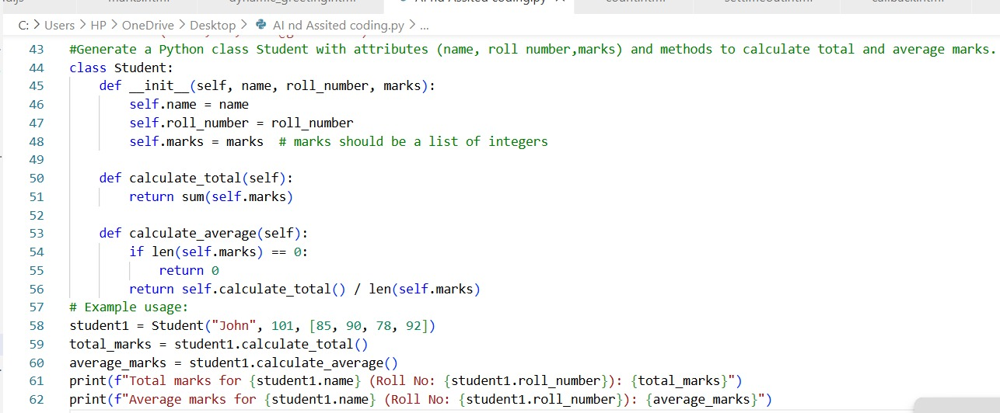 AI nd Assited coding.py
C: > Users > HP > OneDrive > Desktop > AI nd Assited coding.py > ...
43 #Generate a Python class Student with attributes (name, roll number,marks) and methods to calculate total and average marks.
44 class Student:
45     def __init__(self, name, roll_number, marks):
46         self.name = name
47         self.roll_number = roll_number
48         self.marks = marks  # marks should be a list of integers
49
50     def calculate_total(self):
51         return sum(self.marks)
52
53     def calculate_average(self):
54         if len(self.marks) == 0:
55             return 0
56         return self.calculate_total() / len(self.marks)
57 # Example usage:
58 student1 = Student("John", 101, [85, 90, 78, 92])
59 total_marks = student1.calculate_total()
60 average_marks = student1.calculate_average()
61 print(f"Total marks for {student1.name} (Roll No: {student1.roll_number}): {total_marks}")
62 print(f"Average marks for {student1.name} (Roll No: {student1.roll_number}): {average_marks}")